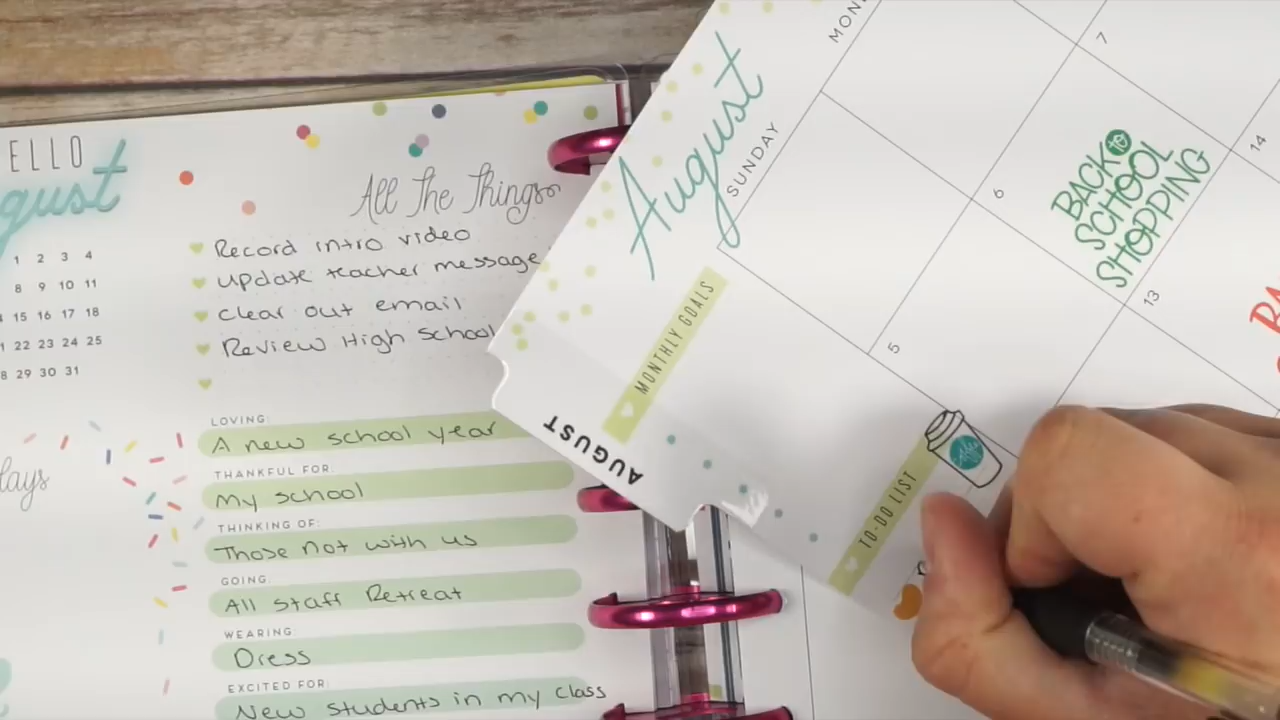 ELLO
gust
1 2 3 4
8 9 10 11
15 16 17 18
22 23 24 25
28 29 30 31
lays
All The Things
Record intro video
Update teacher message
Clear out email
Review High School
LOVING:
A new school year
THANKFUL FOR:
My school
THINKING OF:
Those not with us
GOING:
All Staff Retreat
WEARING:
Dress
EXCITED FOR:
New students in my class
August
SUNDAY
MON
MONTHLY GOALS
AUGUST
TO-DO LIST
5
6
7
13
14
BACK to
SCHOOL
SHOPPING